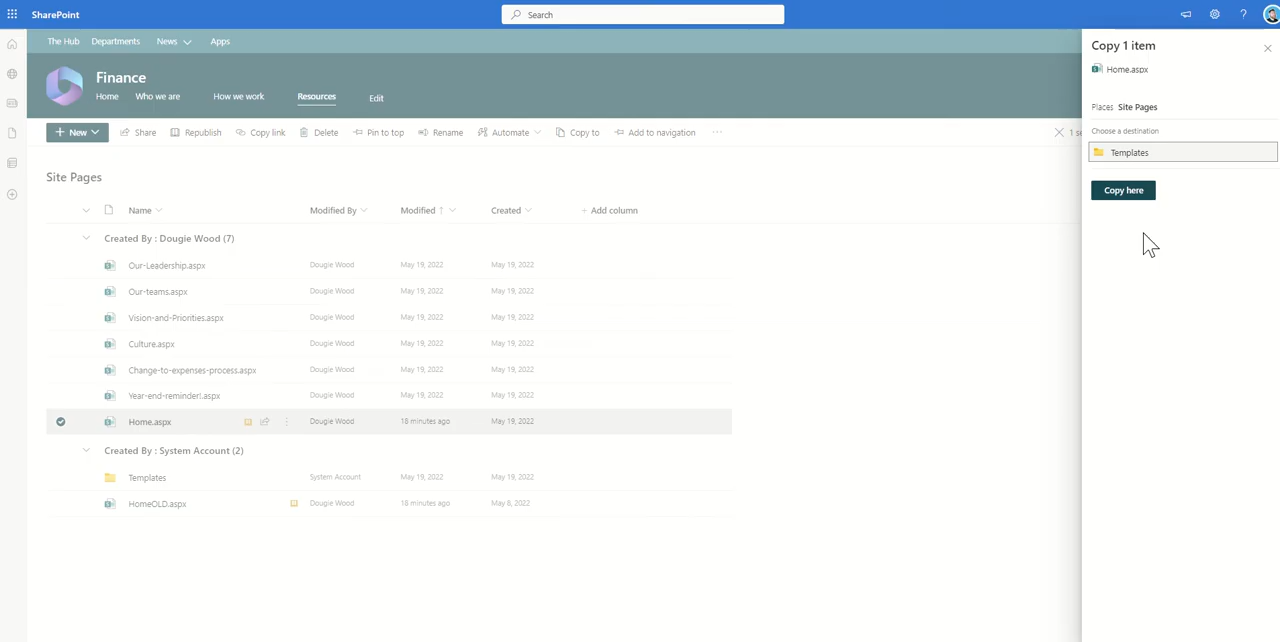 SharePoint
Search
?
The Hub Departments News Apps
Finance
Home Who we are How we work Resources Edit
+ New Share Republish Copy link Delete Pin to top Rename Automate Copy to Add to navigation ... 1 se
Site Pages
Name Modified By Modified ↑ Created + Add column
Created By : Dougie Wood (7)
Our-Leadership.aspx Dougie Wood May 19, 2022 May 19, 2022
Our-teams.aspx Dougie Wood May 19, 2022 May 19, 2022
Vision-and-Priorities.aspx Dougie Wood May 19, 2022 May 19, 2022
Culture.aspx Dougie Wood May 19, 2022 May 19, 2022
Change-to-expenses-process.aspx Dougie Wood May 19, 2022 May 19, 2022
Year-end-reminder!.aspx Dougie Wood May 19, 2022 May 19, 2022
Home.aspx Dougie Wood 18 minutes ago May 19, 2022
Created By : System Account (2)
Templates System Account May 19, 2022 May 19, 2022
HomeOLD.aspx Dougie Wood 18 minutes ago May 6, 2022
Copy 1 item
Home.aspx
Places Site Pages
Choose a destination
Templates
Copy here